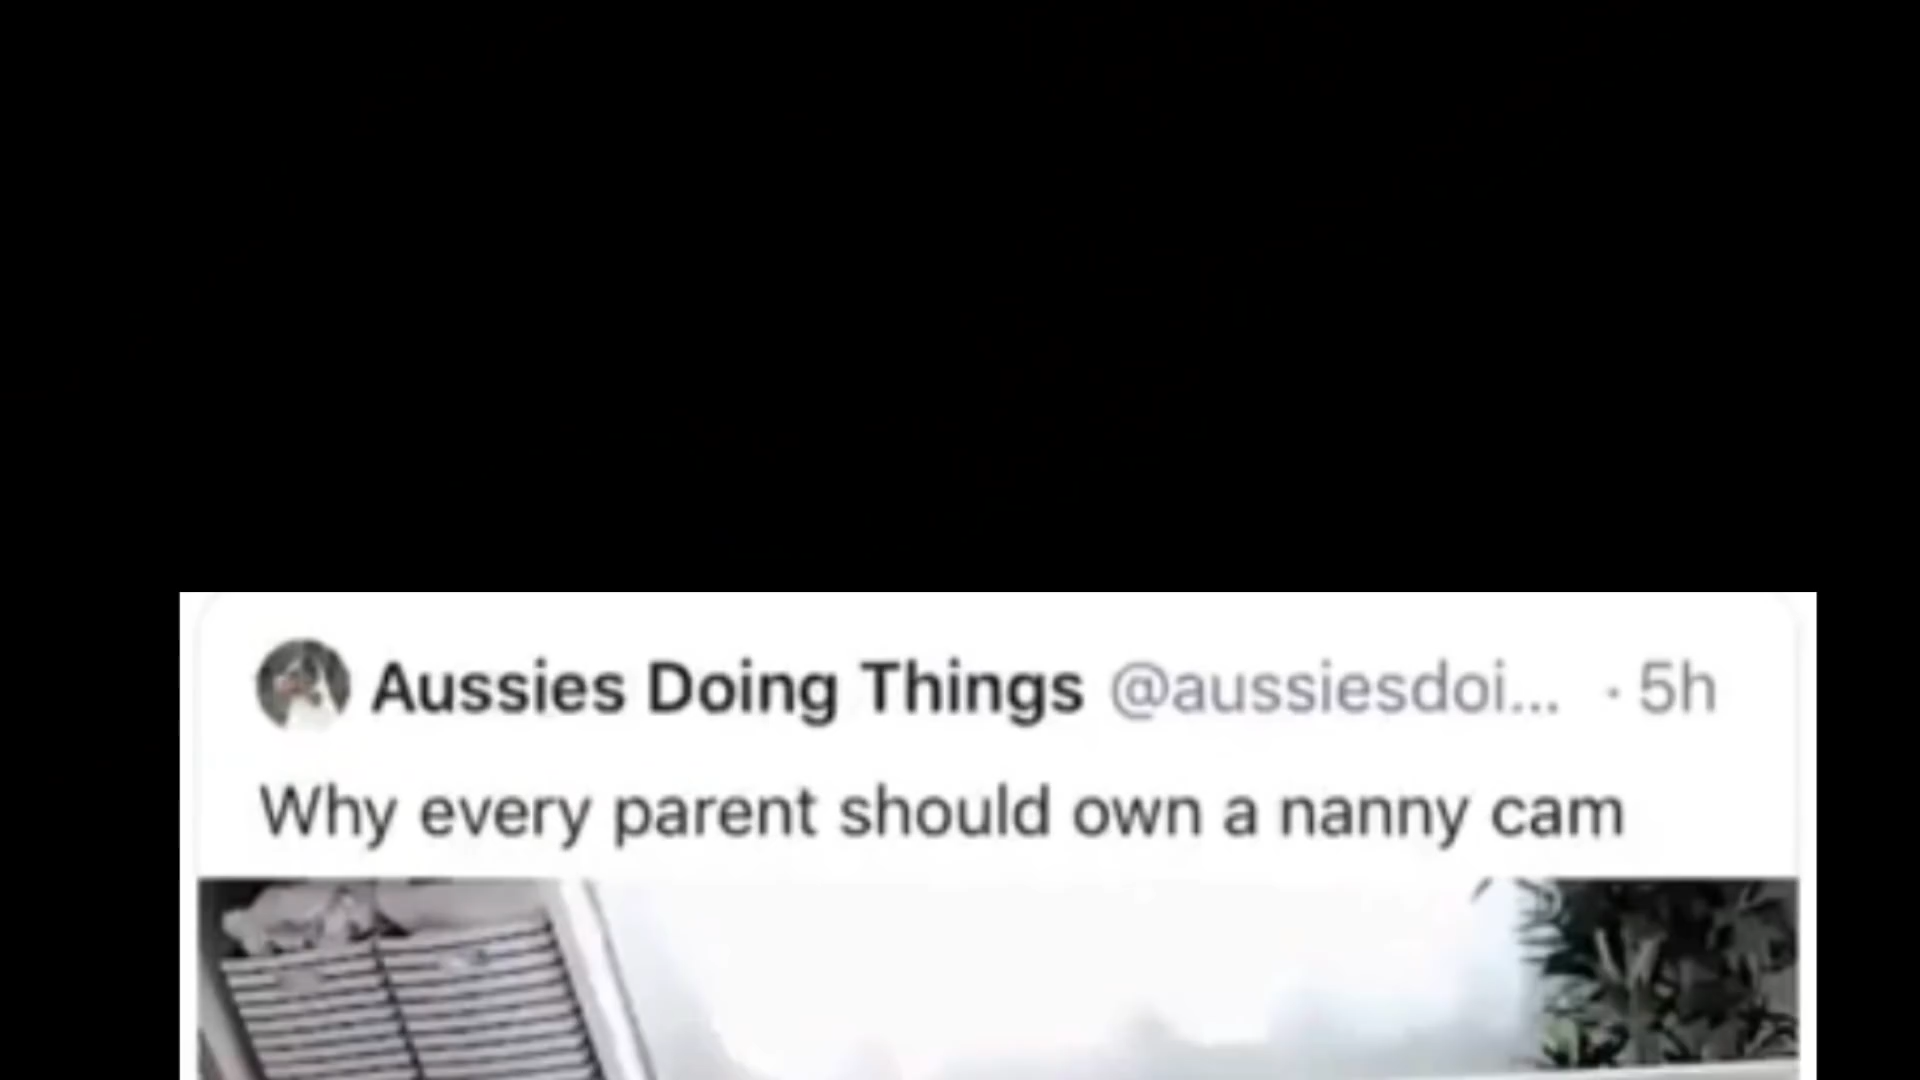 Aussies Doing Things @aussiesdoi... · 5h
Why every parent should own a nanny cam